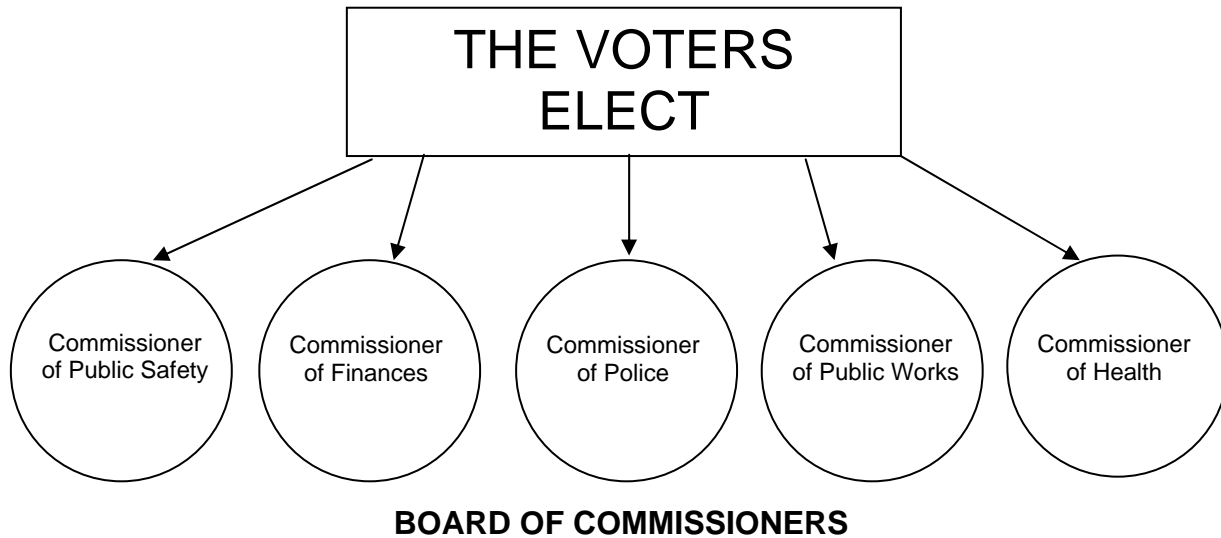 THE VOTERS
ELECT
Commissioner
of Public Safety
Commissioner
of Finances
Commissioner
of Police
Commissioner
of Public Works
Commissioner
of Health
BOARD OF COMMISSIONERS